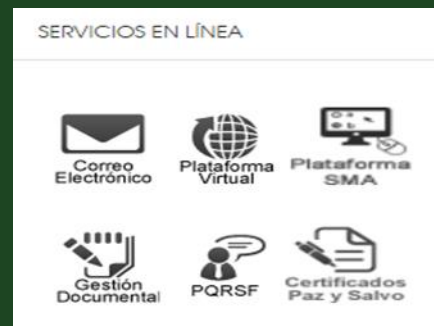 SERVICIOS EN LÍNEA
Correo
Electrónico
Plataforma
Virtual
Plataforma
SMA
Gestión
Documental
PQRSF
Certificados
Paz y Salvo